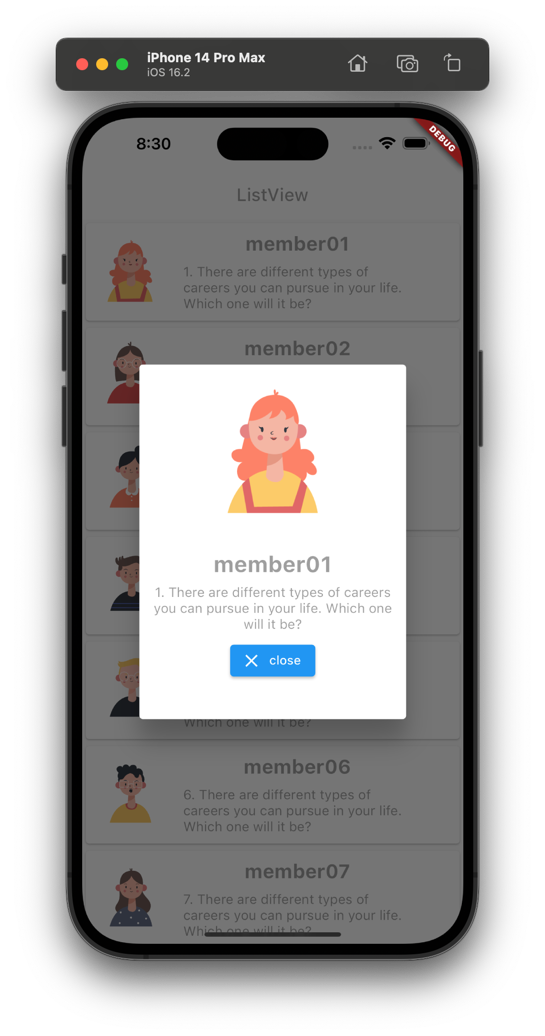 iPhone 14 Pro Max
iOS 16.2
8:30
DEBUG
ListView
member01
1. There are different types of
careers you can pursue in your life.
Which one will it be?
member02
member01
1. There are different types of careers
you can pursue in your life. Which one
will it be?
close
Which one will it be?
member06
6. There are different types of
careers you can pursue in your life.
Which one will it be?
member07
7. There are different types of
careers you can pursue in your life.
Which one will it be?